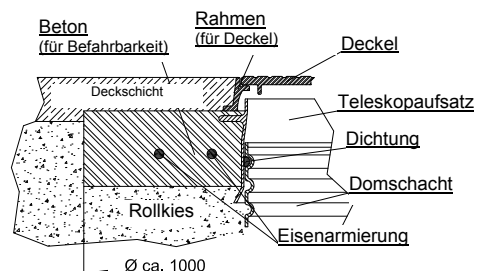 Beton
(für Befahrbarkeit)
Rahmen
(für Deckel)
Deckel
Deckschicht
Teleskopaufsatz
Dichtung
Domschacht
Rollkies
Eisenarmierung
Ø ca. 1000